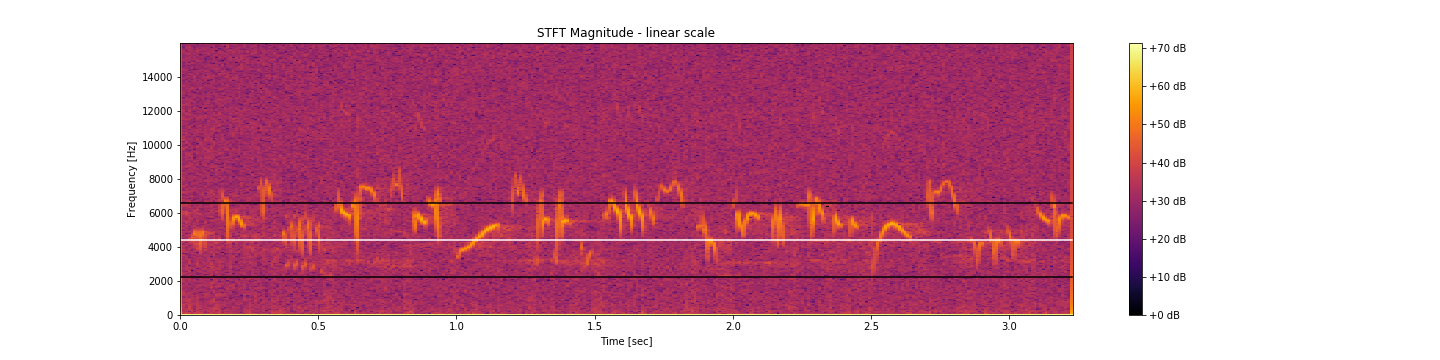 STFT Magnitude - linear scale
Frequency [Hz]
14000
12000
10000
8000
6000
4000
2000
0
0.0 0.5 1.0 1.5 2.0 2.5 3.0
Time [sec]
+70 dB
+60 dB
+50 dB
+40 dB
+30 dB
+20 dB
+10 dB
+0 dB